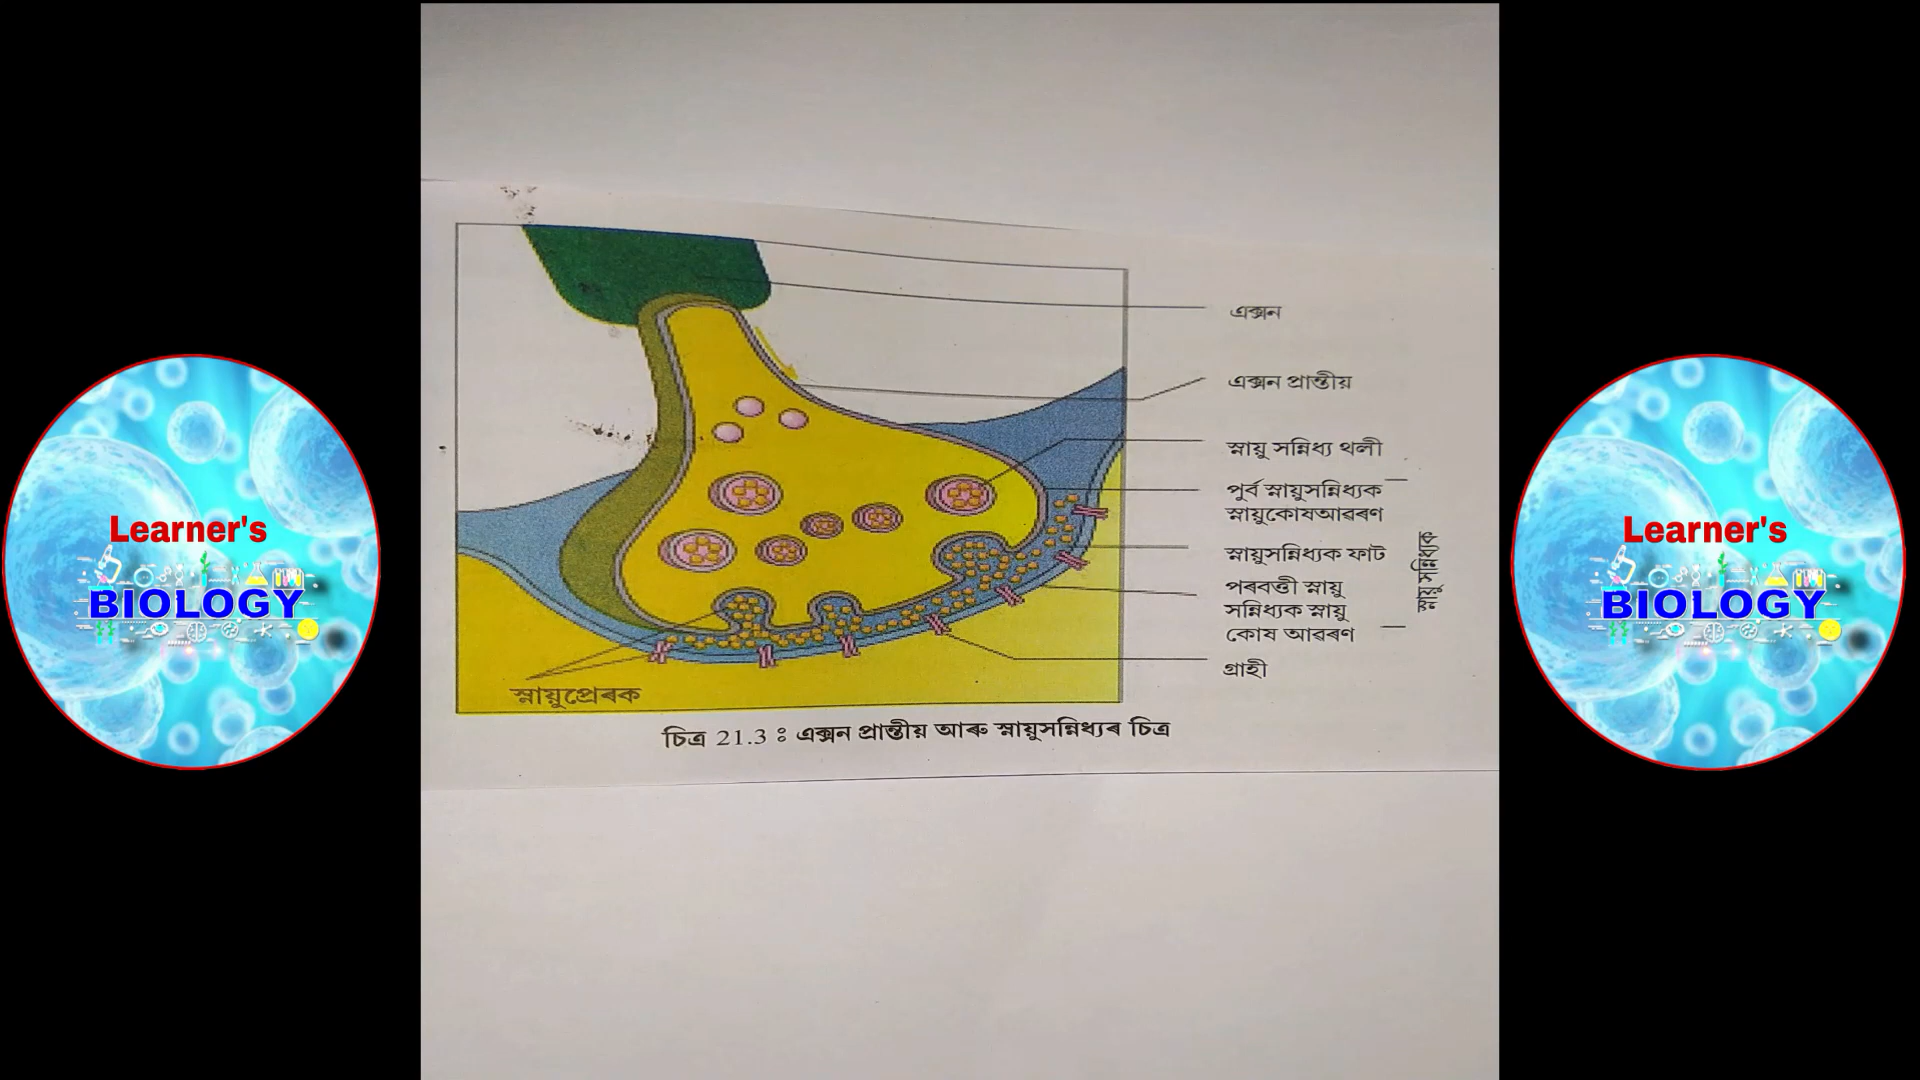 Learner's
BIOLOGY
এক্সন
এক্সন প্ৰান্তীয়
স্নায়ু সন্নিধ্য থলী
পুৰ্ব স্নায়ুসন্নিধ্যক
স্নায়ুকোষআৱৰণ
স্নায়ুসন্নিধ্যক ফাট
পৰবৰ্ত্তী স্নায়ু
সন্নিধ্যক স্নায়ু
কোষ আৱৰণ
গ্ৰাহী
স্নায়ুসন্নিধ্যক
স্নায়ুপ্ৰেৰক
চিত্ৰ 21.3 : এক্সন প্ৰান্তীয় আৰু স্নায়ুসন্নিধ্যৰ চিত্ৰ
Learner's
BIOLOGY